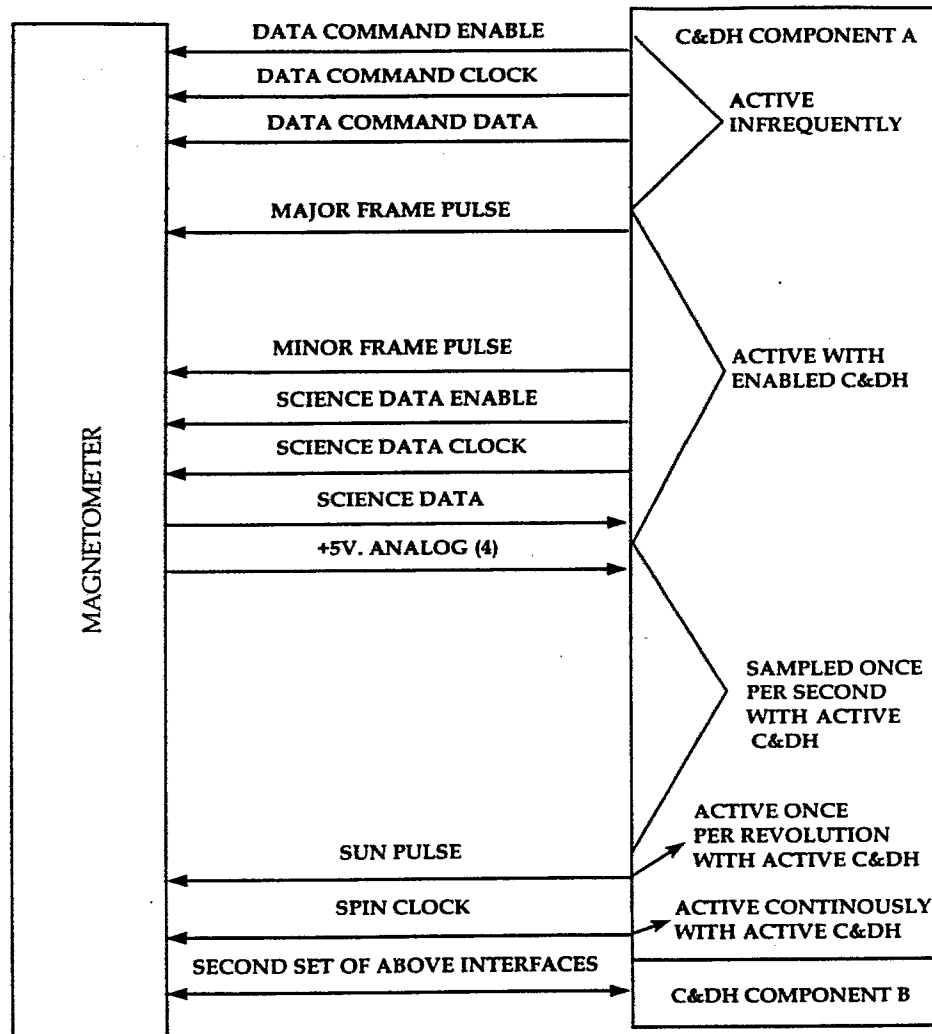 DATA COMMAND ENABLE
C&DH COMPONENT A
DATA COMMAND CLOCK
ACTIVE
INFREQUENTLY
DATA COMMAND DATA
MAJOR FRAME PULSE
MINOR FRAME PULSE
ACTIVE WITH
ENABLED C&DH
SCIENCE DATA ENABLE
SCIENCE DATA CLOCK
SCIENCE DATA
+5V. ANALOG (4)
MAGNETOMETER
SAMPLED ONCE
PER SECOND
WITH ACTIVE
C&DH
ACTIVE ONCE
PER REVOLUTION
WITH ACTIVE C&DH
SUN PULSE
SPIN CLOCK
ACTIVE CONTINOUSLY
WITH ACTIVE C&DH
SECOND SET OF ABOVE INTERFACES
C&DH COMPONENT B